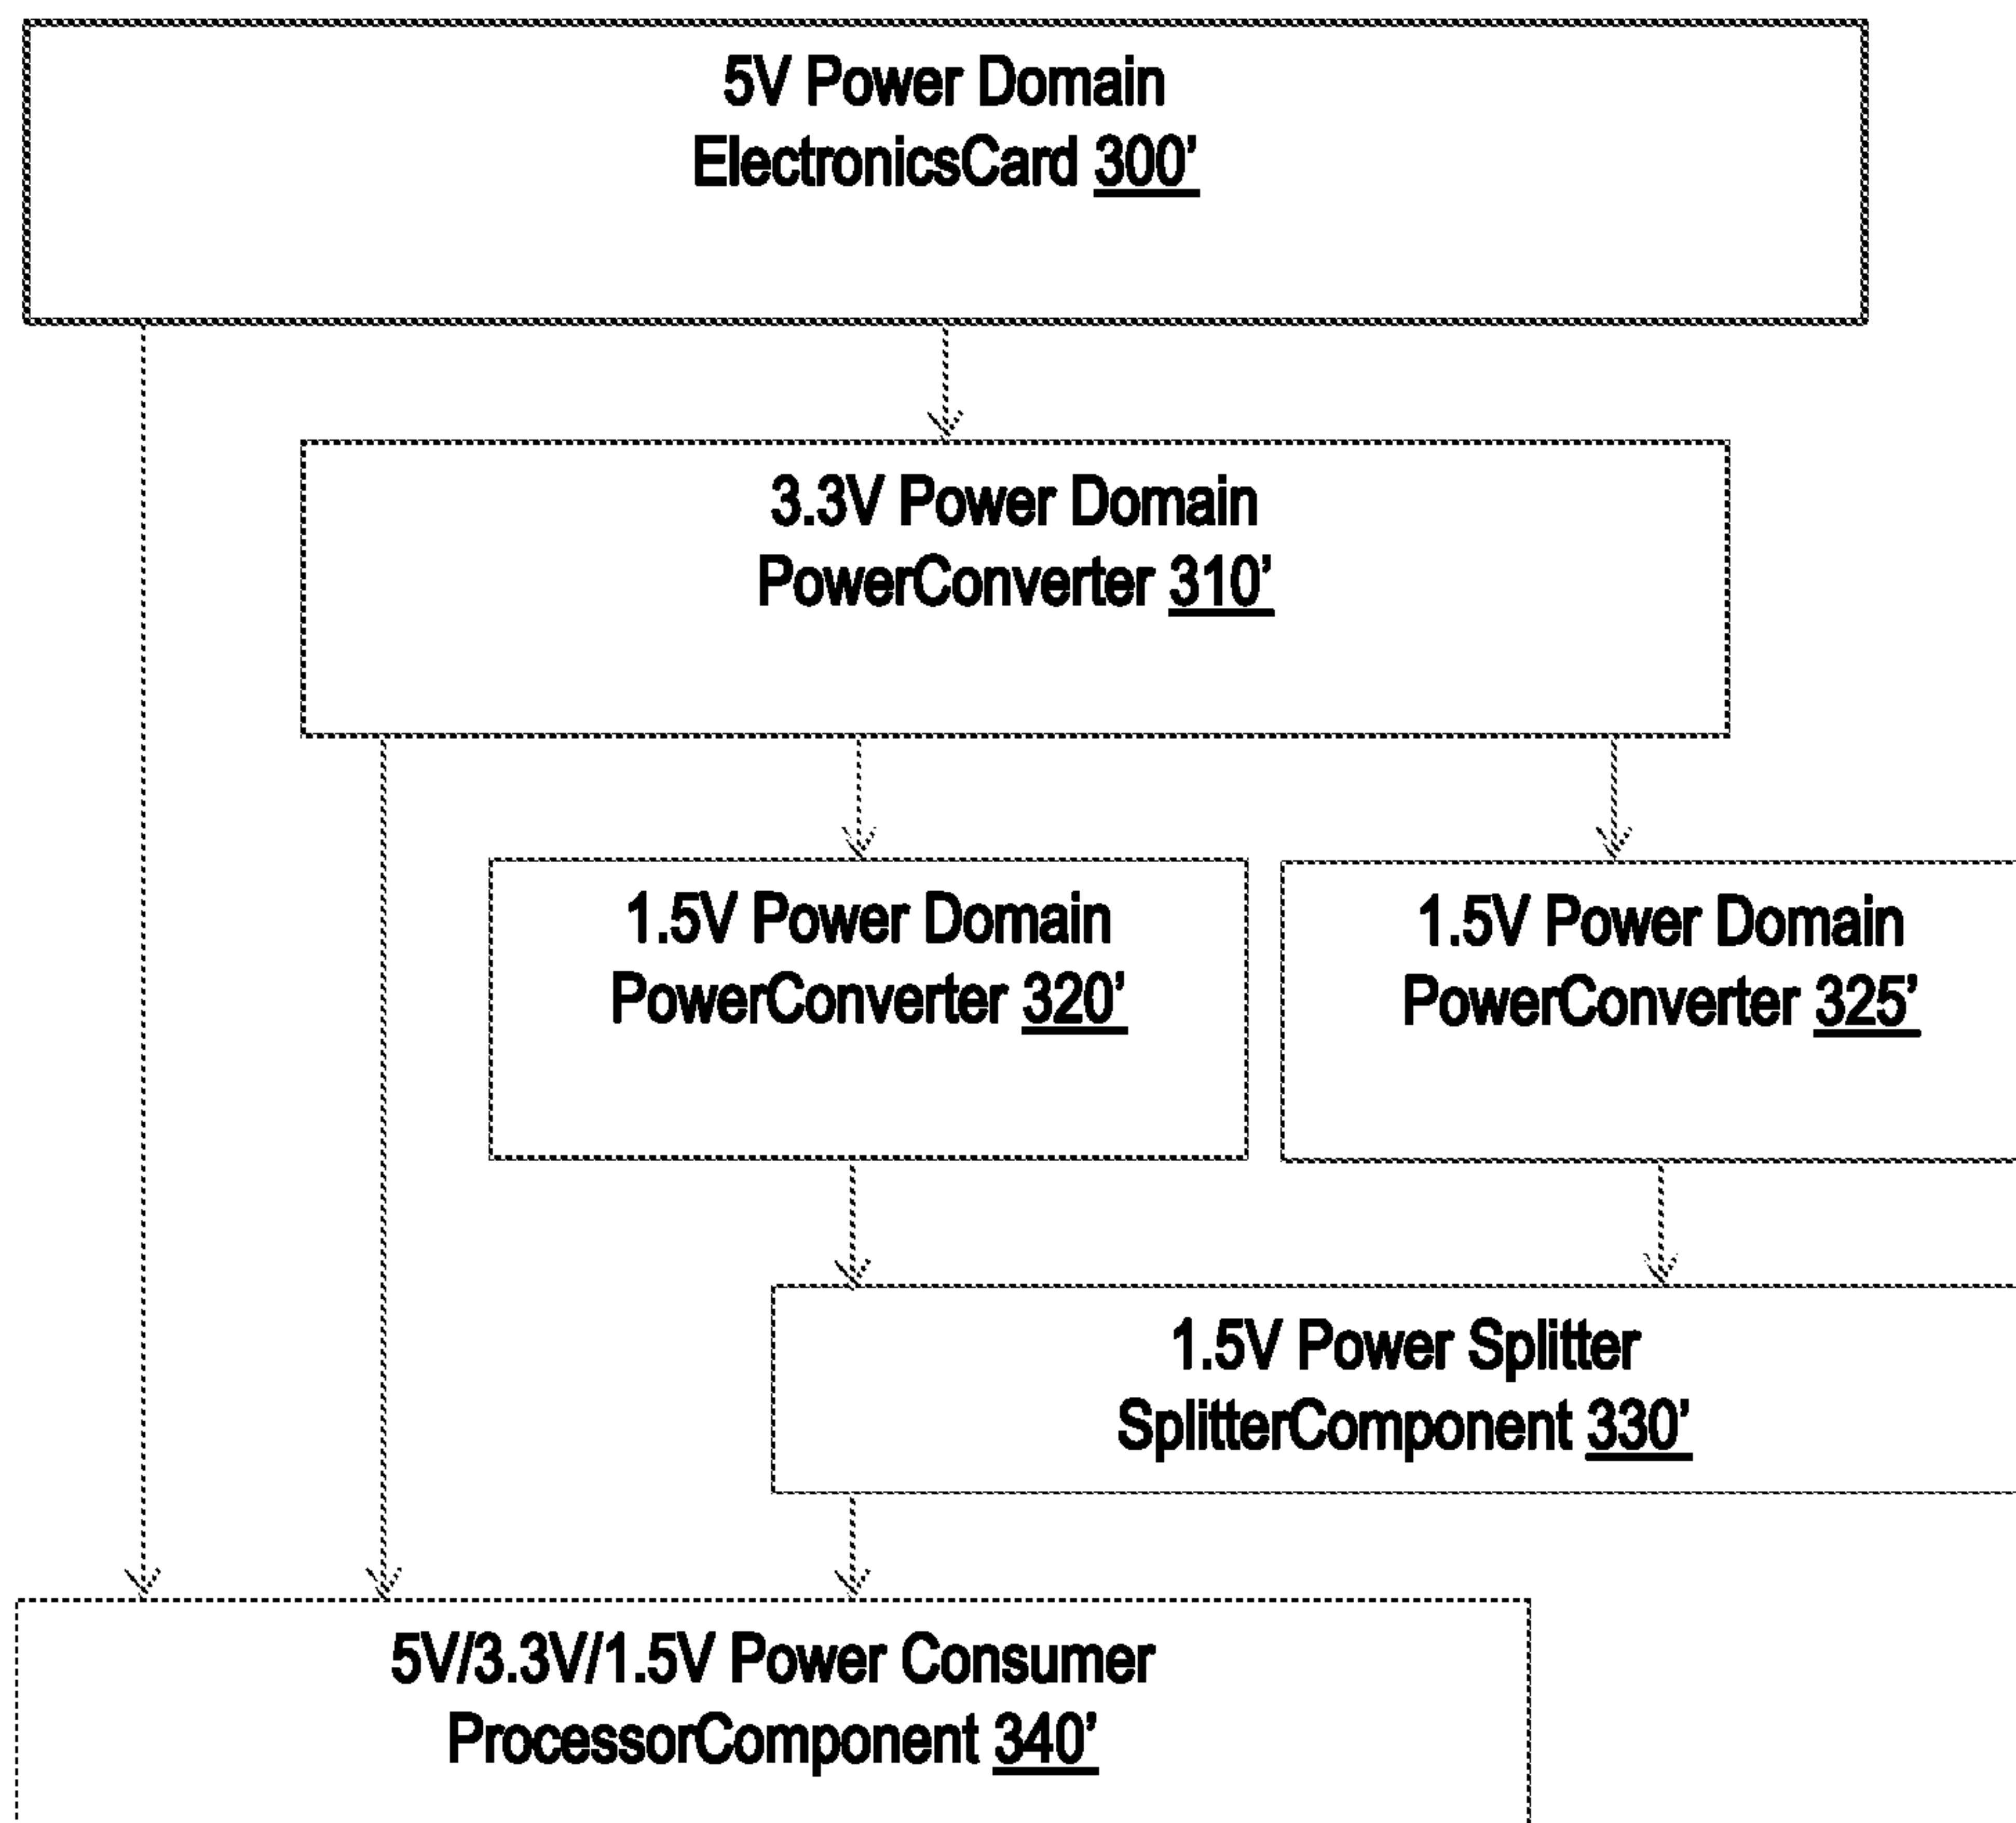 5V Power Domain
ElectronicsCard 300’
3.3V Power Domain
PowerConverter 310’
1.5V Power Domain
PowerConverter 320’
1.5V Power Domain
PowerConverter 325’
1.5V Power Splitter
SplitterComponent 330’
5V/3.3V/1.5V Power Consumer
ProcessorComponent 340’